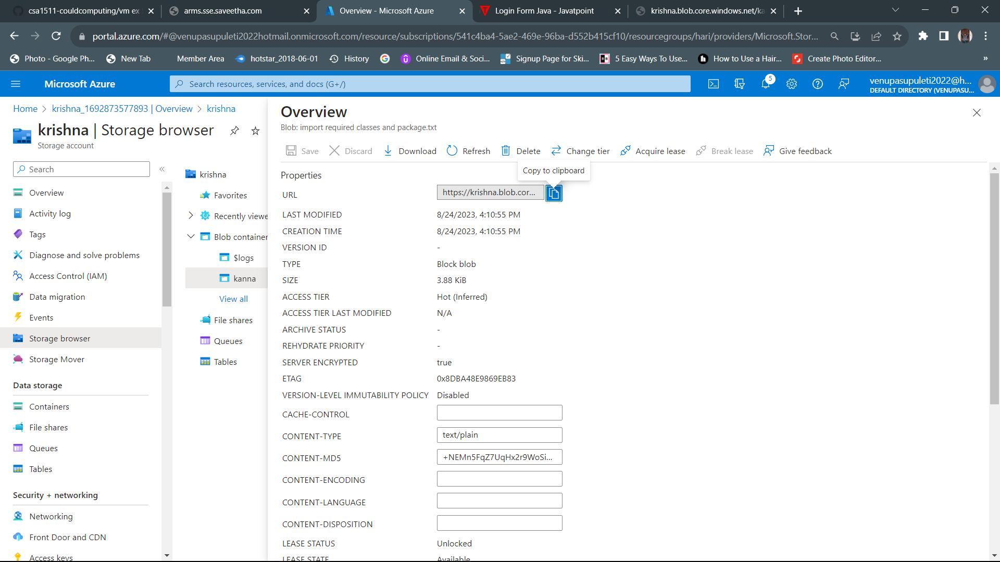 csa1511-couldcomputing/vm ex
arms.sse.saveetha.com
Overview - Microsoft Azure
Login Form Java - Javatpoint
krishna.blob.core.windows.net/ka
portal.azure.com/#@venupasupuleti2022hotmail.onmicrosoft.com/resource/subscriptions/541c4ba4-5ae2-469e-96ba-d552b415cf10/resourcegroups/hari/providers/Microsoft.Stor...
Photo - Google Ph...
New Tab
Member Area
hotstar_2018-06-01
History
Online Email & Soci...
Signup Page for Ski...
5 Easy Ways To Use...
How to Use a Hair...
Create Photo Editor...
»
Microsoft Azure
Search resources, services, and docs (G+/)
5
venupasupuleti2022@h...
DEFAULT DIRECTORY (VENUPASU...
Home > krishna_1692873577893 | Overview > krishna
krishna | Storage browser
Storage account
Search
«
Overview
Activity log
Tags
Diagnose and solve problems
Access Control (IAM)
Data migration
Events
Storage browser
Storage Mover
Data storage
Containers
File shares
Queues
Tables
Security + networking
Networking
Front Door and CDN
Access keys
krishna
Favorites
Recently viewe
Blob container
$logs
kanna
View all
File shares
Queues
Tables
Overview
Blob: import required classes and package.txt
Save
Discard
Download
Refresh
Delete
Change tier
Acquire lease
Break lease
Give feedback
Copy to clipboard
Properties
URL https://krishna.blob.cor...
LAST MODIFIED 8/24/2023, 4:10:55 PM
CREATION TIME 8/24/2023, 4:10:55 PM
VERSION ID -
TYPE Block blob
SIZE 3.88 KiB
ACCESS TIER Hot (Inferred)
ACCESS TIER LAST MODIFIED N/A
ARCHIVE STATUS -
REHYDRATE PRIORITY -
SERVER ENCRYPTED true
ETAG 0x8DBA48E9869EB83
VERSION-LEVEL IMMUTABILITY POLICY Disabled
CACHE-CONTROL
CONTENT-TYPE text/plain
CONTENT-MD5 +NEMn5FqZ7UqHx2r9WoSi...
CONTENT-ENCODING
CONTENT-LANGUAGE
CONTENT-DISPOSITION
LEASE STATUS Unlocked
LEASE STATE Available